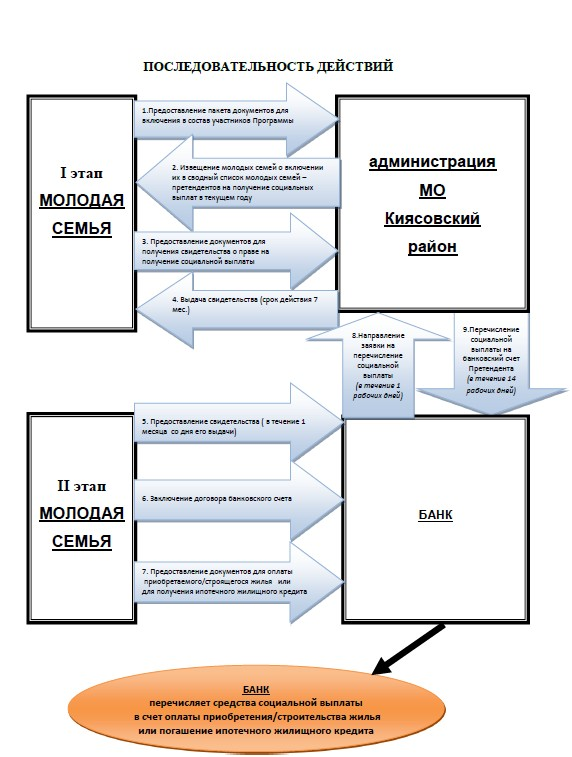 ПОСЛЕДОВАТЕЛЬНОСТЬ ДЕЙСТВИЙ
I этап
МОЛОДАЯ
СЕМЬЯ
1.Предоставление пакета документов для
включения в состав участников Программы
2. Извещение молодых семей о включении
их в сводный список молодых семей –
претендентов на получение социальных
выплат в текущем году
3. Предоставление документов для
получения свидетельства о праве на
получение социальной выплаты
4. Выдача свидетельства (срок действия 7
мес.)
администрация
МО
Киясовский
район
8.Направление
заявки на
перечисление
социальной
выплаты
(в течение 1
рабочих дней)
9.Перечисление
социальной
выплаты на
банковский счет
Претендента
(в течение 14
рабочих дней)
II этап
МОЛОДАЯ
СЕМЬЯ
5. Предоставление свидетельства ( в течение 1
месяца со дня его выдачи)
6. Заключение договора банковского счета
7. Предоставление документов для оплаты
приобретаемого/строящегося жилья или
для получения ипотечного жилищного кредита
БАНК
БАНК
перечисляет средства социальной выплаты
в счет оплаты приобретения/строительства жилья
или погашение ипотечного жилищного кредита